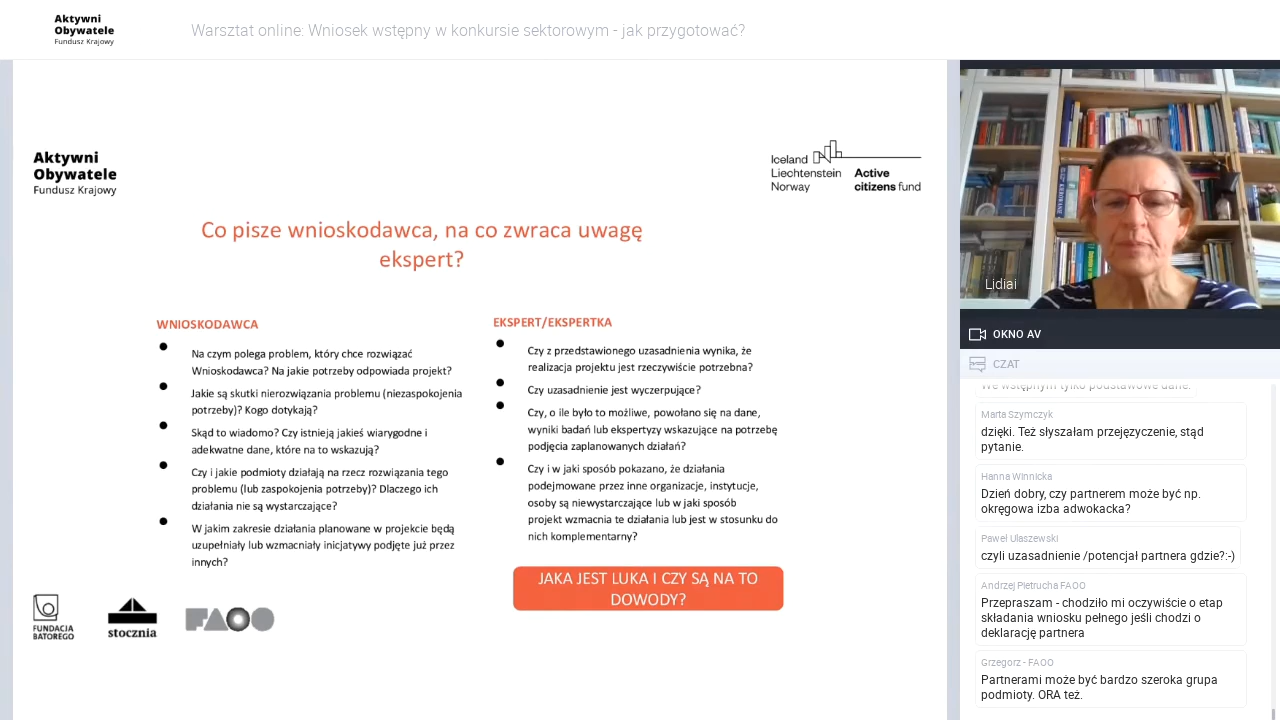 Aktywni
Obywatele
Fundusz Krajowy
Warsztat online: Wniosek wstępny w konkursie sektorowym - jak przygotować?
Aktywni
Obywatele
Fundusz Krajowy
Iceland
Liechtenstein
Norway
Active
citizens fund
Co pisze wnioskodawca, na co zwraca uwagę
ekspert?
WNIOSKODAWCA
Na czym polega problem, który chce rozwiązać
Wnioskodawca? Na jakie potrzeby odpowiada projekt?
Jakie są skutki nierozwiązania problemu (niezaspokojenia
potrzeby)? Kogo dotykają?
Skąd to wiadomo? Czy istnieją jakieś wiarygodne i
adekwatne dane, które na to wskazują?
Czy i jakie podmioty działają na rzecz rozwiązania tego
problemu (lub zaspokojenia potrzeby)? Dlaczego ich
działania nie są wystarczające?
W jakim zakresie działania planowane w projekcie będą
uzupełniały lub wzmacniały inicjatywy podjęte już przez
innych?
EKSPERT/EKSPERTKA
Czy z przedstawionego uzasadnienia wynika, że
realizacja projektu jest rzeczywiście potrzebna?
Czy uzasadnienie jest wyczerpujące?
Czy, o ile było to możliwe, powołano się na dane,
wyniki badań lub ekspertyzy wskazujące na potrzebę
podjęcia zaplanowanych działań?
Czy i w jaki sposób pokazano, że działania
podejmowane przez inne organizacje, instytucje,
osoby są niewystarczające lub w jaki sposób
projekt wzmacnia te działania lub jest w stosunku do
nich komplementarny?
JAKA JEST LUKA I CZY SĄ NA TO
DOWODY?
FUNDACJA
BATOREGO
stocznia
FAOO
Lidiai
OKNO AV
CZAT
We wstępnym tylko podstawowe dane.
Marta Szymczyk
dzięki. Też słyszałam przejęzyczenie, stąd
pytanie.
Hanna Winnicka
Dzień dobry, czy partnerem może być np.
okręgowa izba adwokacka?
Paweł Ulaszewski
czyli uzasadnienie /potencjał partnera gdzie?:-)
Andrzej Pietrucha FAOO
Przepraszam - chodziło mi oczywiście o etap
składania wniosku pełnego jeśli chodzi o
deklarację partnera
Grzegorz - FAOO
Partnerami może być bardzo szeroka grupa
podmioty. ORA też.